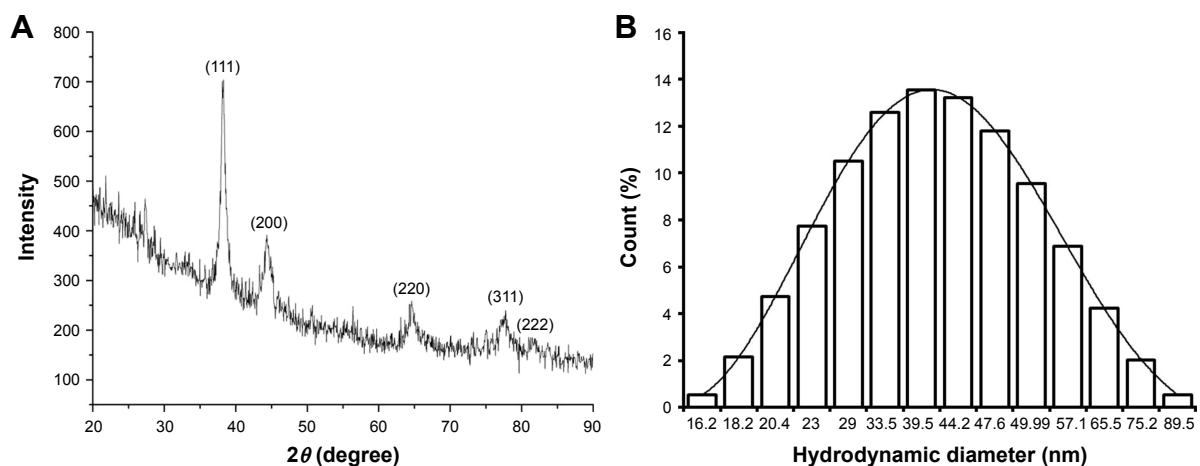 A
800
700
600
500
400
300
200
100
Intensity
(111)
(200)
(220)
(311)
(222)
20 30 40 50 60 70 80 90
2θ (degree)
B
16
14
12
10
8
6
4
2
0
Count (%)
16.2 18.2 20.4 23 29 33.5 39.5 44.2 47.6 49.99 57.1 65.5 75.2 89.5
Hydrodynamic diameter (nm)